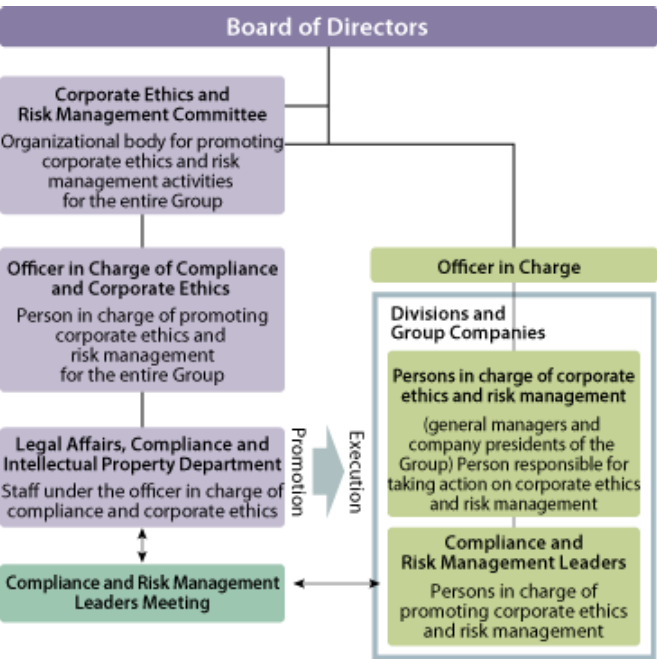 Board of Directors
Corporate Ethics and
Risk Management Committee
Organizational body for promoting
corporate ethics and risk
management activities
for the entire Group
Officer in Charge of Compliance
and Corporate Ethics
Person in charge of promoting
corporate ethics and
risk management
for the entire Group
Legal Affairs, Compliance and
Intellectual Property Department
Staff under the officer in charge of
compliance and corporate ethics
Compliance and Risk Management
Leaders Meeting
Promotion
Execution
Officer in Charge
Divisions and
Group Companies
Persons in charge of corporate
ethics and risk management
(general managers and
company presidents of the
Group) Person responsible for
taking action on corporate ethics
and risk management
Compliance and
Risk Management Leaders
Persons in charge of
promoting corporate ethics
and risk management